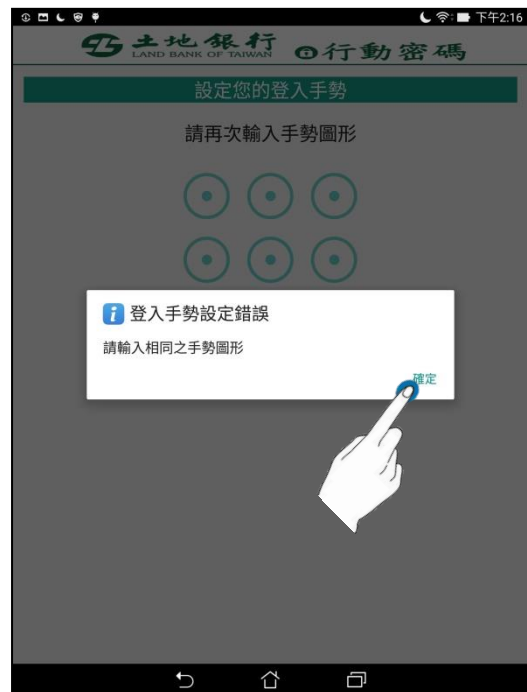 下午2:16
土地銀行
LAND BANK OF TAIWAN
行動密碼
設定您的登入手勢
請再次輸入手勢圖形
登入手勢設定錯誤
請輸入相同之手勢圖形
確定